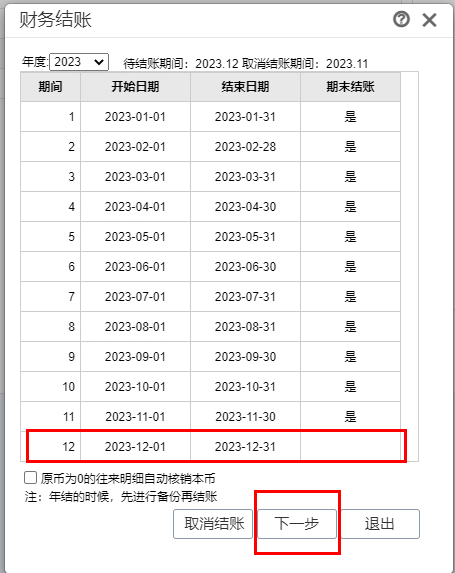 财务结账
年度: 2023 待结账期间：2023.12 取消结账期间：2023.11
期间 开始日期 结束日期 期末结账
1 2023-01-01 2023-01-31 是
2 2023-02-01 2023-02-28 是
3 2023-03-01 2023-03-31 是
4 2023-04-01 2023-04-30 是
5 2023-05-01 2023-05-31 是
6 2023-06-01 2023-06-30 是
7 2023-07-01 2023-07-31 是
8 2023-08-01 2023-08-31 是
9 2023-09-01 2023-09-30 是
10 2023-10-01 2023-10-31 是
11 2023-11-01 2023-11-30 是
12 2023-12-01 2023-12-31
原币为0的往来明细自动核销本币
注：年结的时候，先进行备份再结账
取消结账 下一步 退出